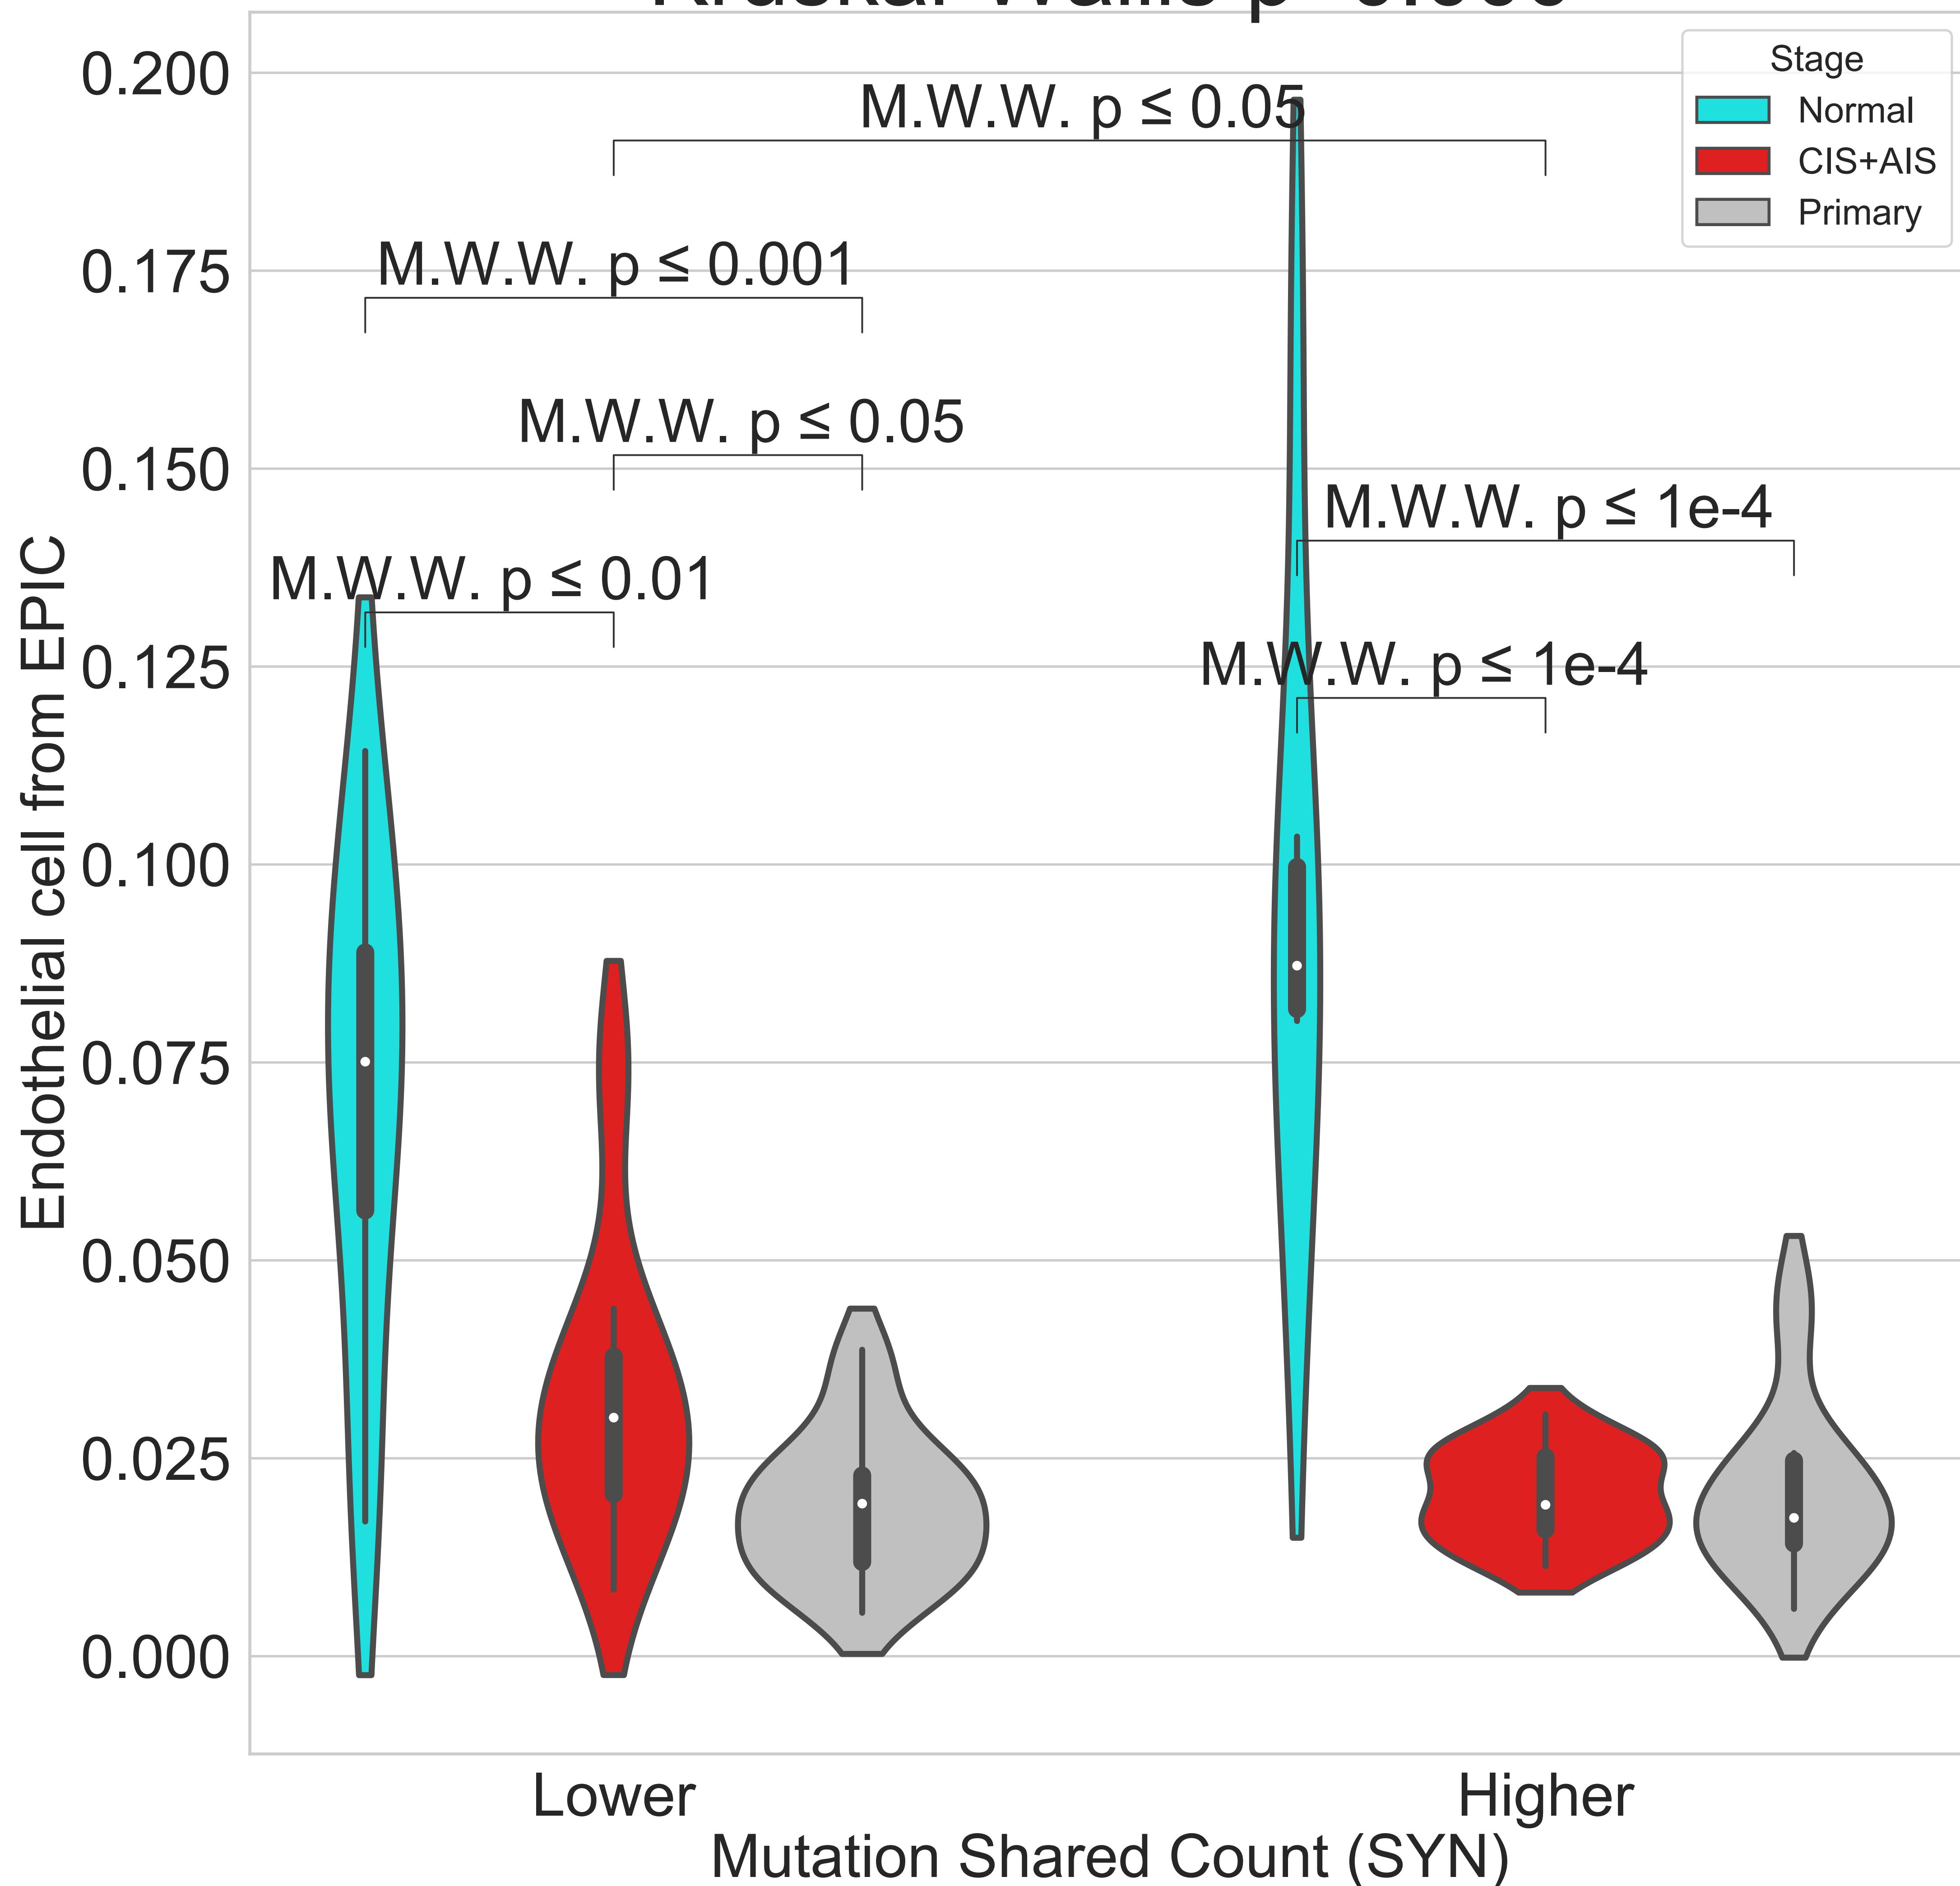 0.200
0.175
0.150
0.125
0.100
0.075
0.050
0.025
0.000
Endothelial cell from EPIC
M.W.W. p ≤ 0.05
M.W.W. p ≤ 0.001
M.W.W. p ≤ 0.05
M.W.W. p ≤ 0.01
M.W.W. p ≤ 1e-4
M.W.W. p ≤ 1e-4
Stage
Normal
CIS+AIS
Primary
Lower
Higher
Mutation Shared Count (SYN)